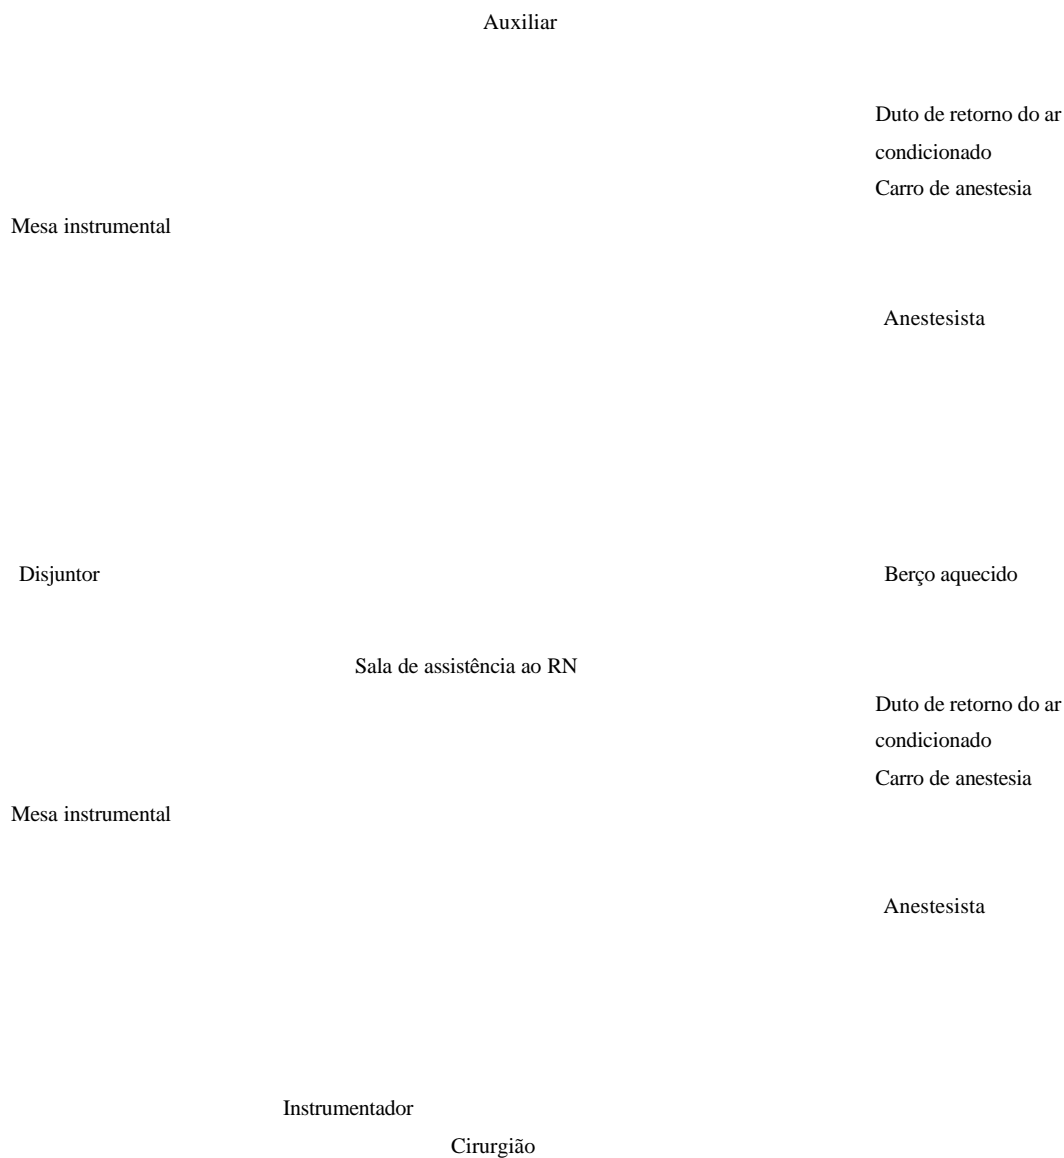 Auxiliar
Duto de retorno do ar
condicionado
Carro de anestesia
Mesa instrumental
Anestesista
Disjuntor
Berço aquecido
Sala de assistência ao RN
Duto de retorno do ar
condicionado
Carro de anestesia
Mesa instrumental
Anestesista
Instrumentador
Cirurgião